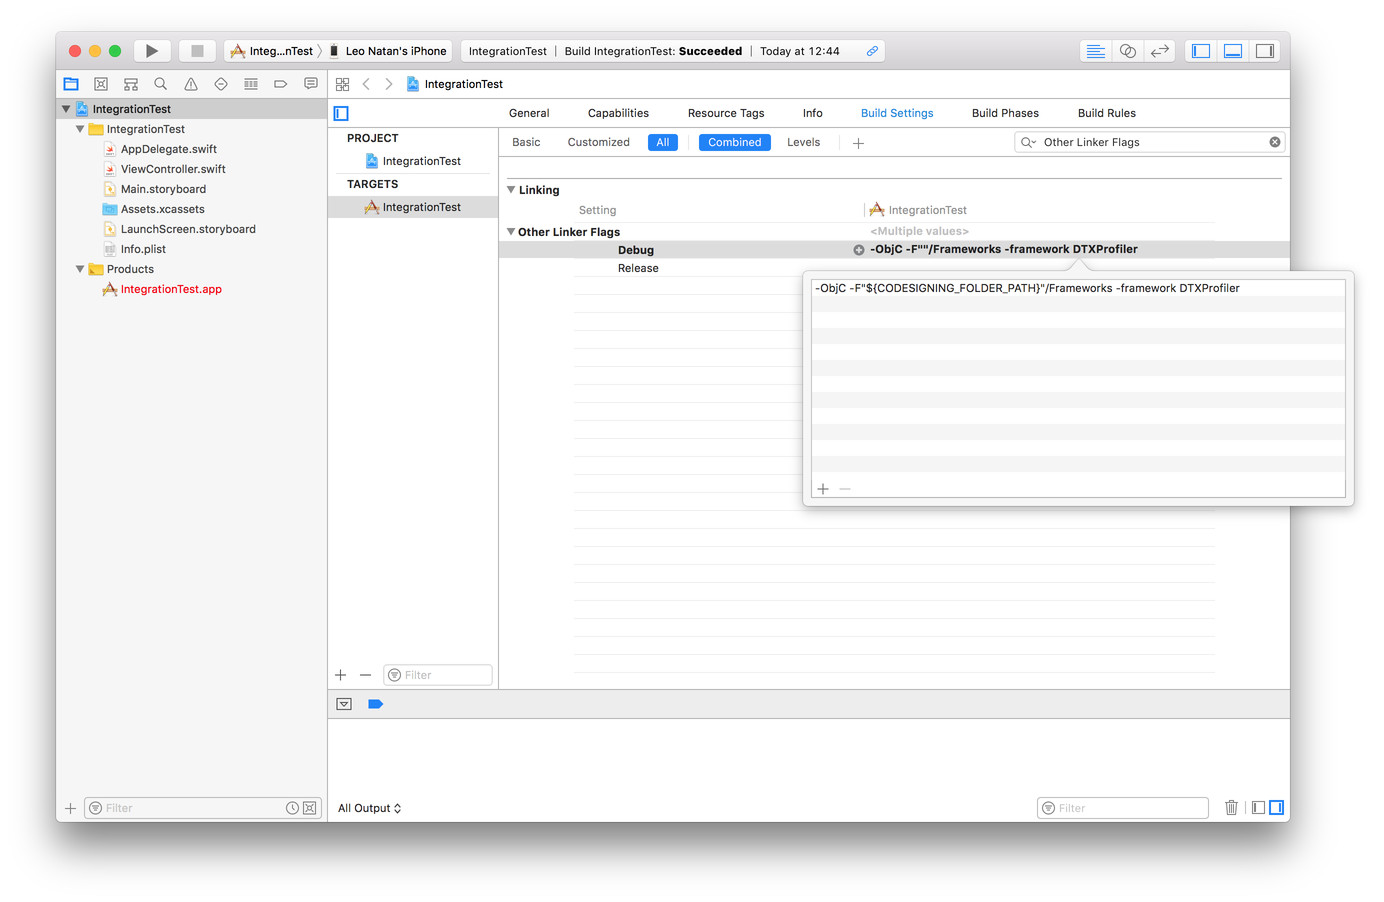 Integ...nTest 〉 Leo Natan's iPhone
IntegrationTest | Build IntegrationTest: Succeeded | Today at 12:44
IntegrationTest
IntegrationTest
IntegrationTest
AppDelegate.swift
ViewController.swift
Main.storyboard
Assets.xcassets
LaunchScreen.storyboard
Info.plist
Products
IntegrationTest.app
Filter
General Capabilities Resource Tags Info Build Settings Build Phases Build Rules
PROJECT
IntegrationTest
TARGETS
IntegrationTest
Filter
Basic Customized All Combined Levels Other Linker Flags
Linking
Setting IntegrationTest
Other Linker Flags <Multiple values>
Debug -ObjC -F""/Frameworks -framework DTXProfiler
Release
-ObjC -F"${CODESIGNING_FOLDER_PATH}"/Frameworks -framework DTXProfiler
All Output Filter